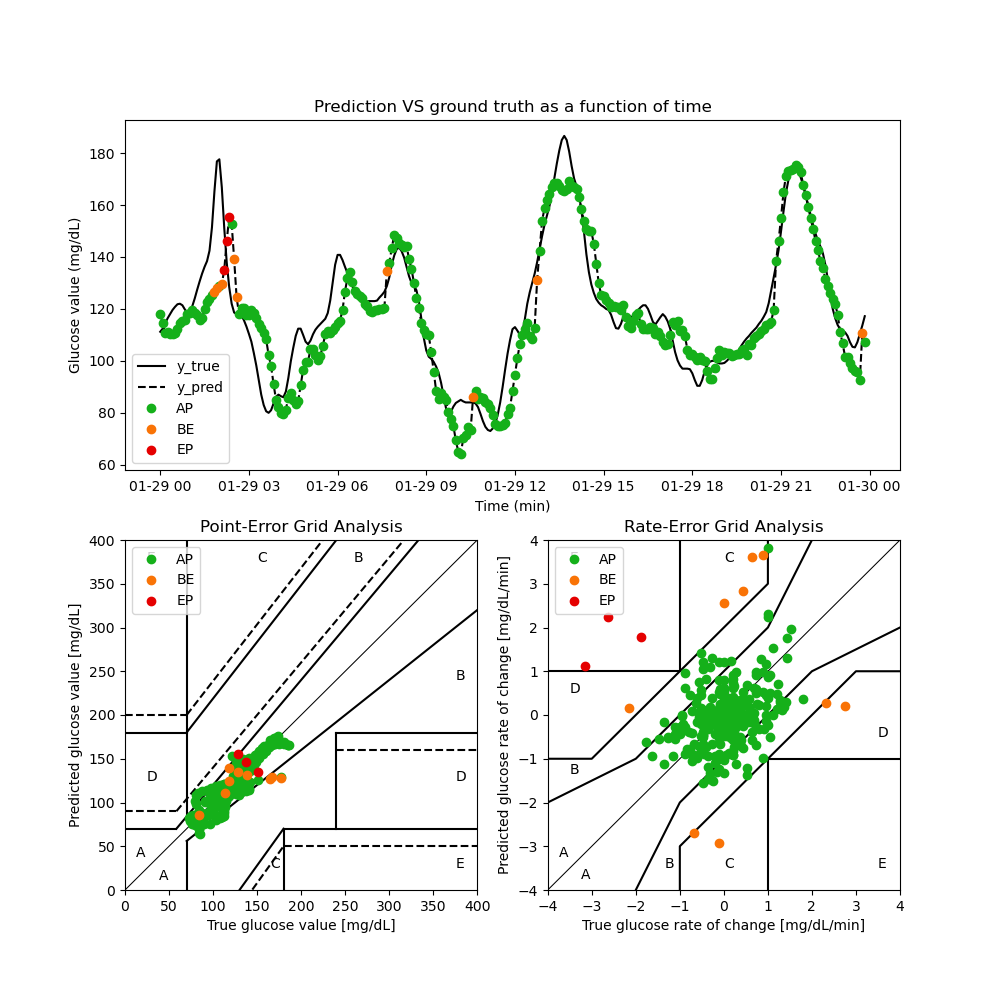 Prediction VS ground truth as a function of time
Glucose value (mg/dL)
180
160
140
120
100
80
60
y_true
y_pred
AP
BE
EP
01-29 00 01-29 03 01-29 06 01-29 09 01-29 12 01-29 15 01-29 18 01-29 21 01-30 00
Time (min)
Point-Error Grid Analysis
Predicted glucose value [mg/dL]
400
350
300
250
200
150
100
50
0
AP
BE
EP
C B
B
D D
A
A C E
0 50 100 150 200 250 300 350 400
True glucose value [mg/dL]
Rate-Error Grid Analysis
Predicted glucose rate of change [mg/dL/min]
4
3
2
1
0
−1
−2
−3
−4
AP
BE
EP
C
D
D
B
A
A B C E
−4 −3 −2 −1 0 1 2 3 4
True glucose rate of change [mg/dL/min]